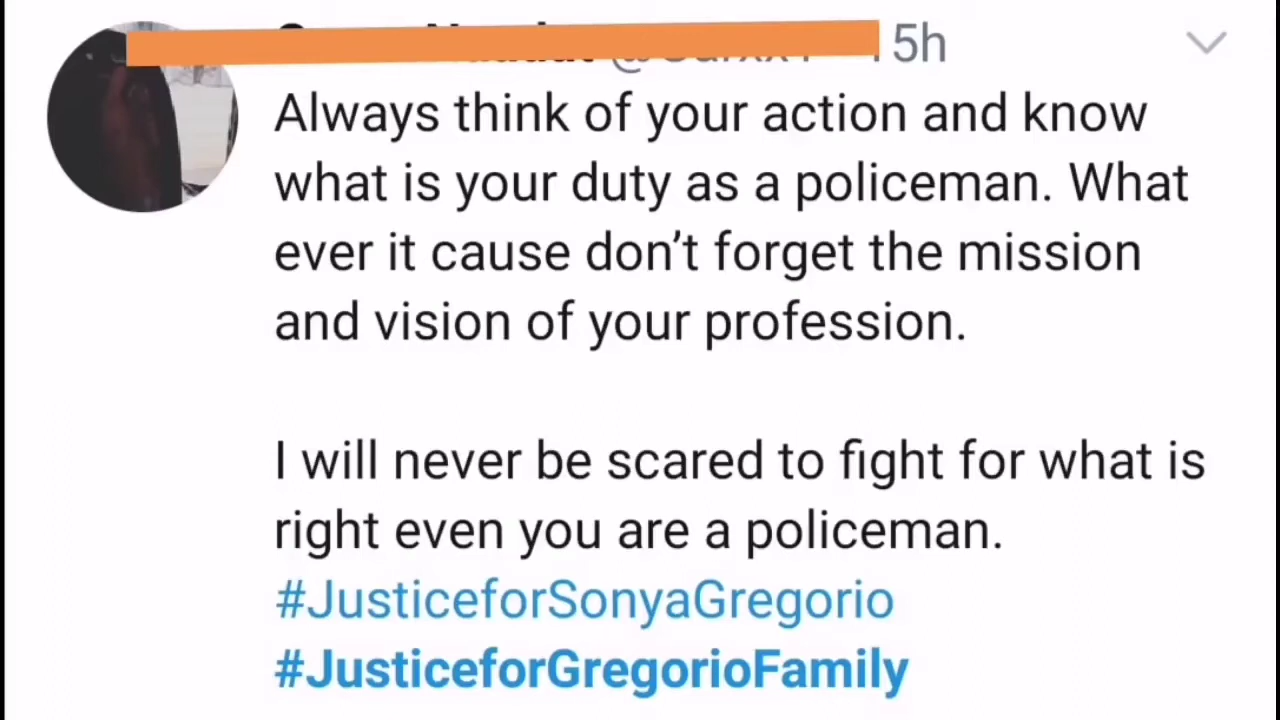 5h
Always think of your action and know
what is your duty as a policeman. What
ever it cause don't forget the mission
and vision of your profession.
I will never be scared to fight for what is
right even you are a policeman.
#JusticeforSonyaGregorio
#JusticeforGregorioFamily